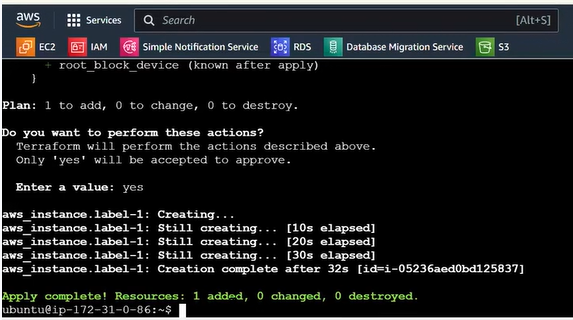 aws Services Search [Alt+S]
EC2 IAM Simple Notification Service RDS Database Migration Service S3
+ root_block_device (known after apply)
}
Plan: 1 to add, 0 to change, 0 to destroy.
Do you want to perform these actions?
Terraform will perform the actions described above.
Only 'yes' will be accepted to approve.
Enter a value: yes
aws_instance.label-1: Creating...
aws_instance.label-1: Still creating... [10s elapsed]
aws_instance.label-1: Still creating... [20s elapsed]
aws_instance.label-1: Still creating... [30s elapsed]
aws_instance.label-1: Creation complete after 32s [id=i-05236aed0bd125837]
Apply complete! Resources: 1 added, 0 changed, 0 destroyed.
ubuntu@ip-172-31-0-86:~$